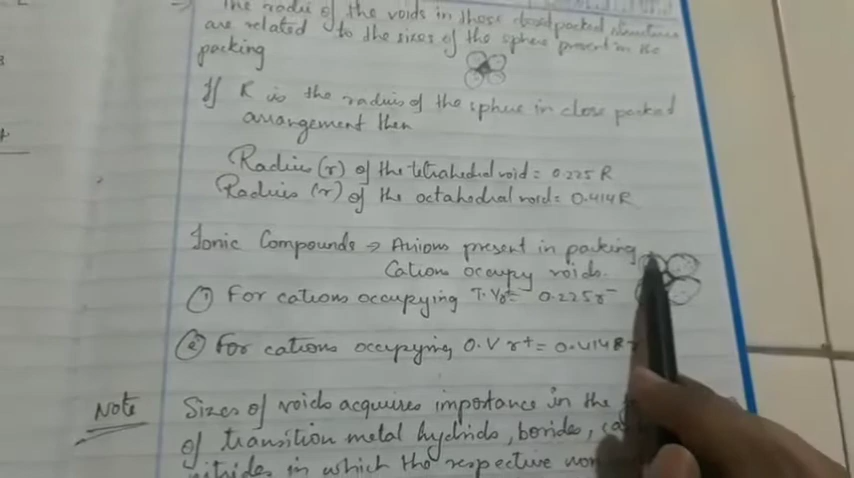 → The radii of the voids in these closed packed structures
are related to the sizes of the sphere present in the
packing
If R is the radius of the sphere in close packed
arrangement then
Radius (r) of the tetrahedral void = 0.225 R
Radius (r) of the octahedral void = 0.414 R
Ionic Compounds → Anions present in packing
Cations occupy voids.
① For cations occupying T.V r+ = 0.225 r-
② For cations occupying O.V r+ = 0.414
Note Sizes of voids acquires importance in the
of transition metal hydrids, borides,
nitrides in which the respective